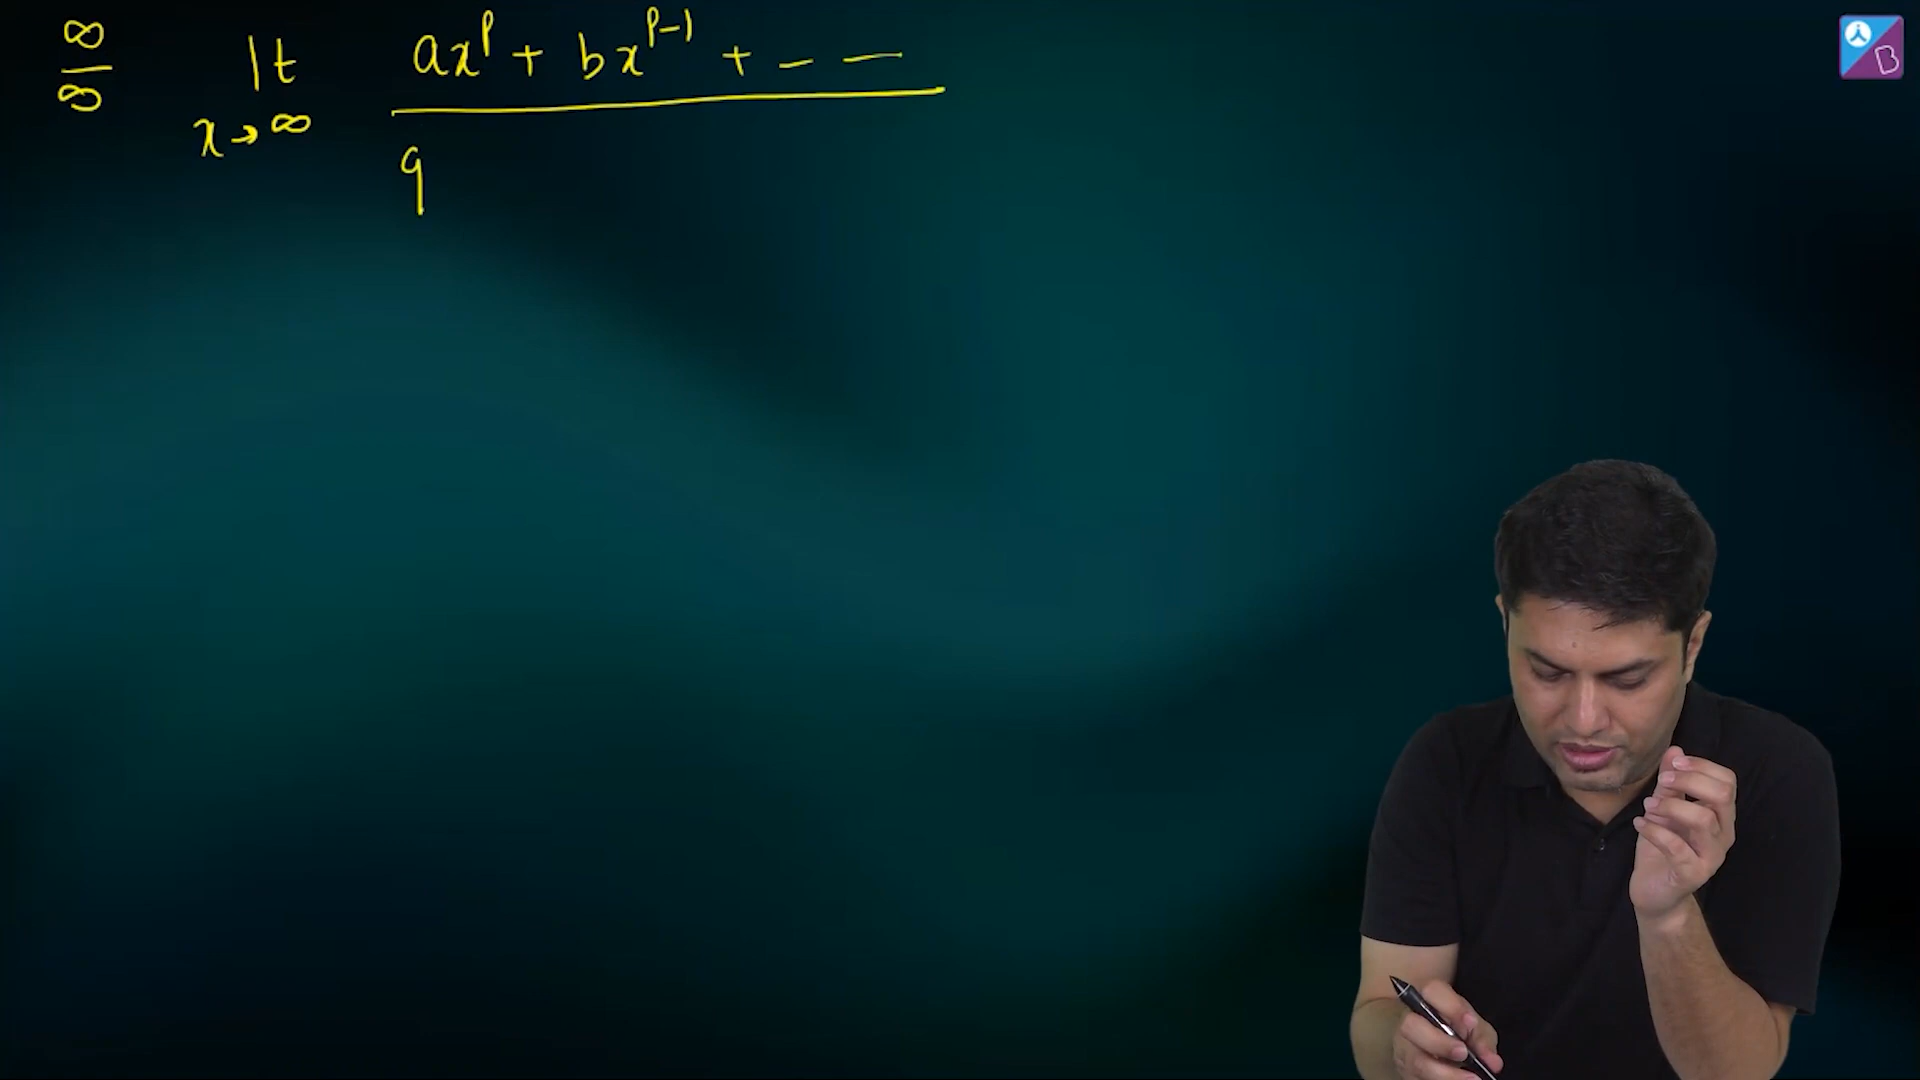 ∞/∞ lt x→∞ ax^p + bx^(p-1) + - —
q
B